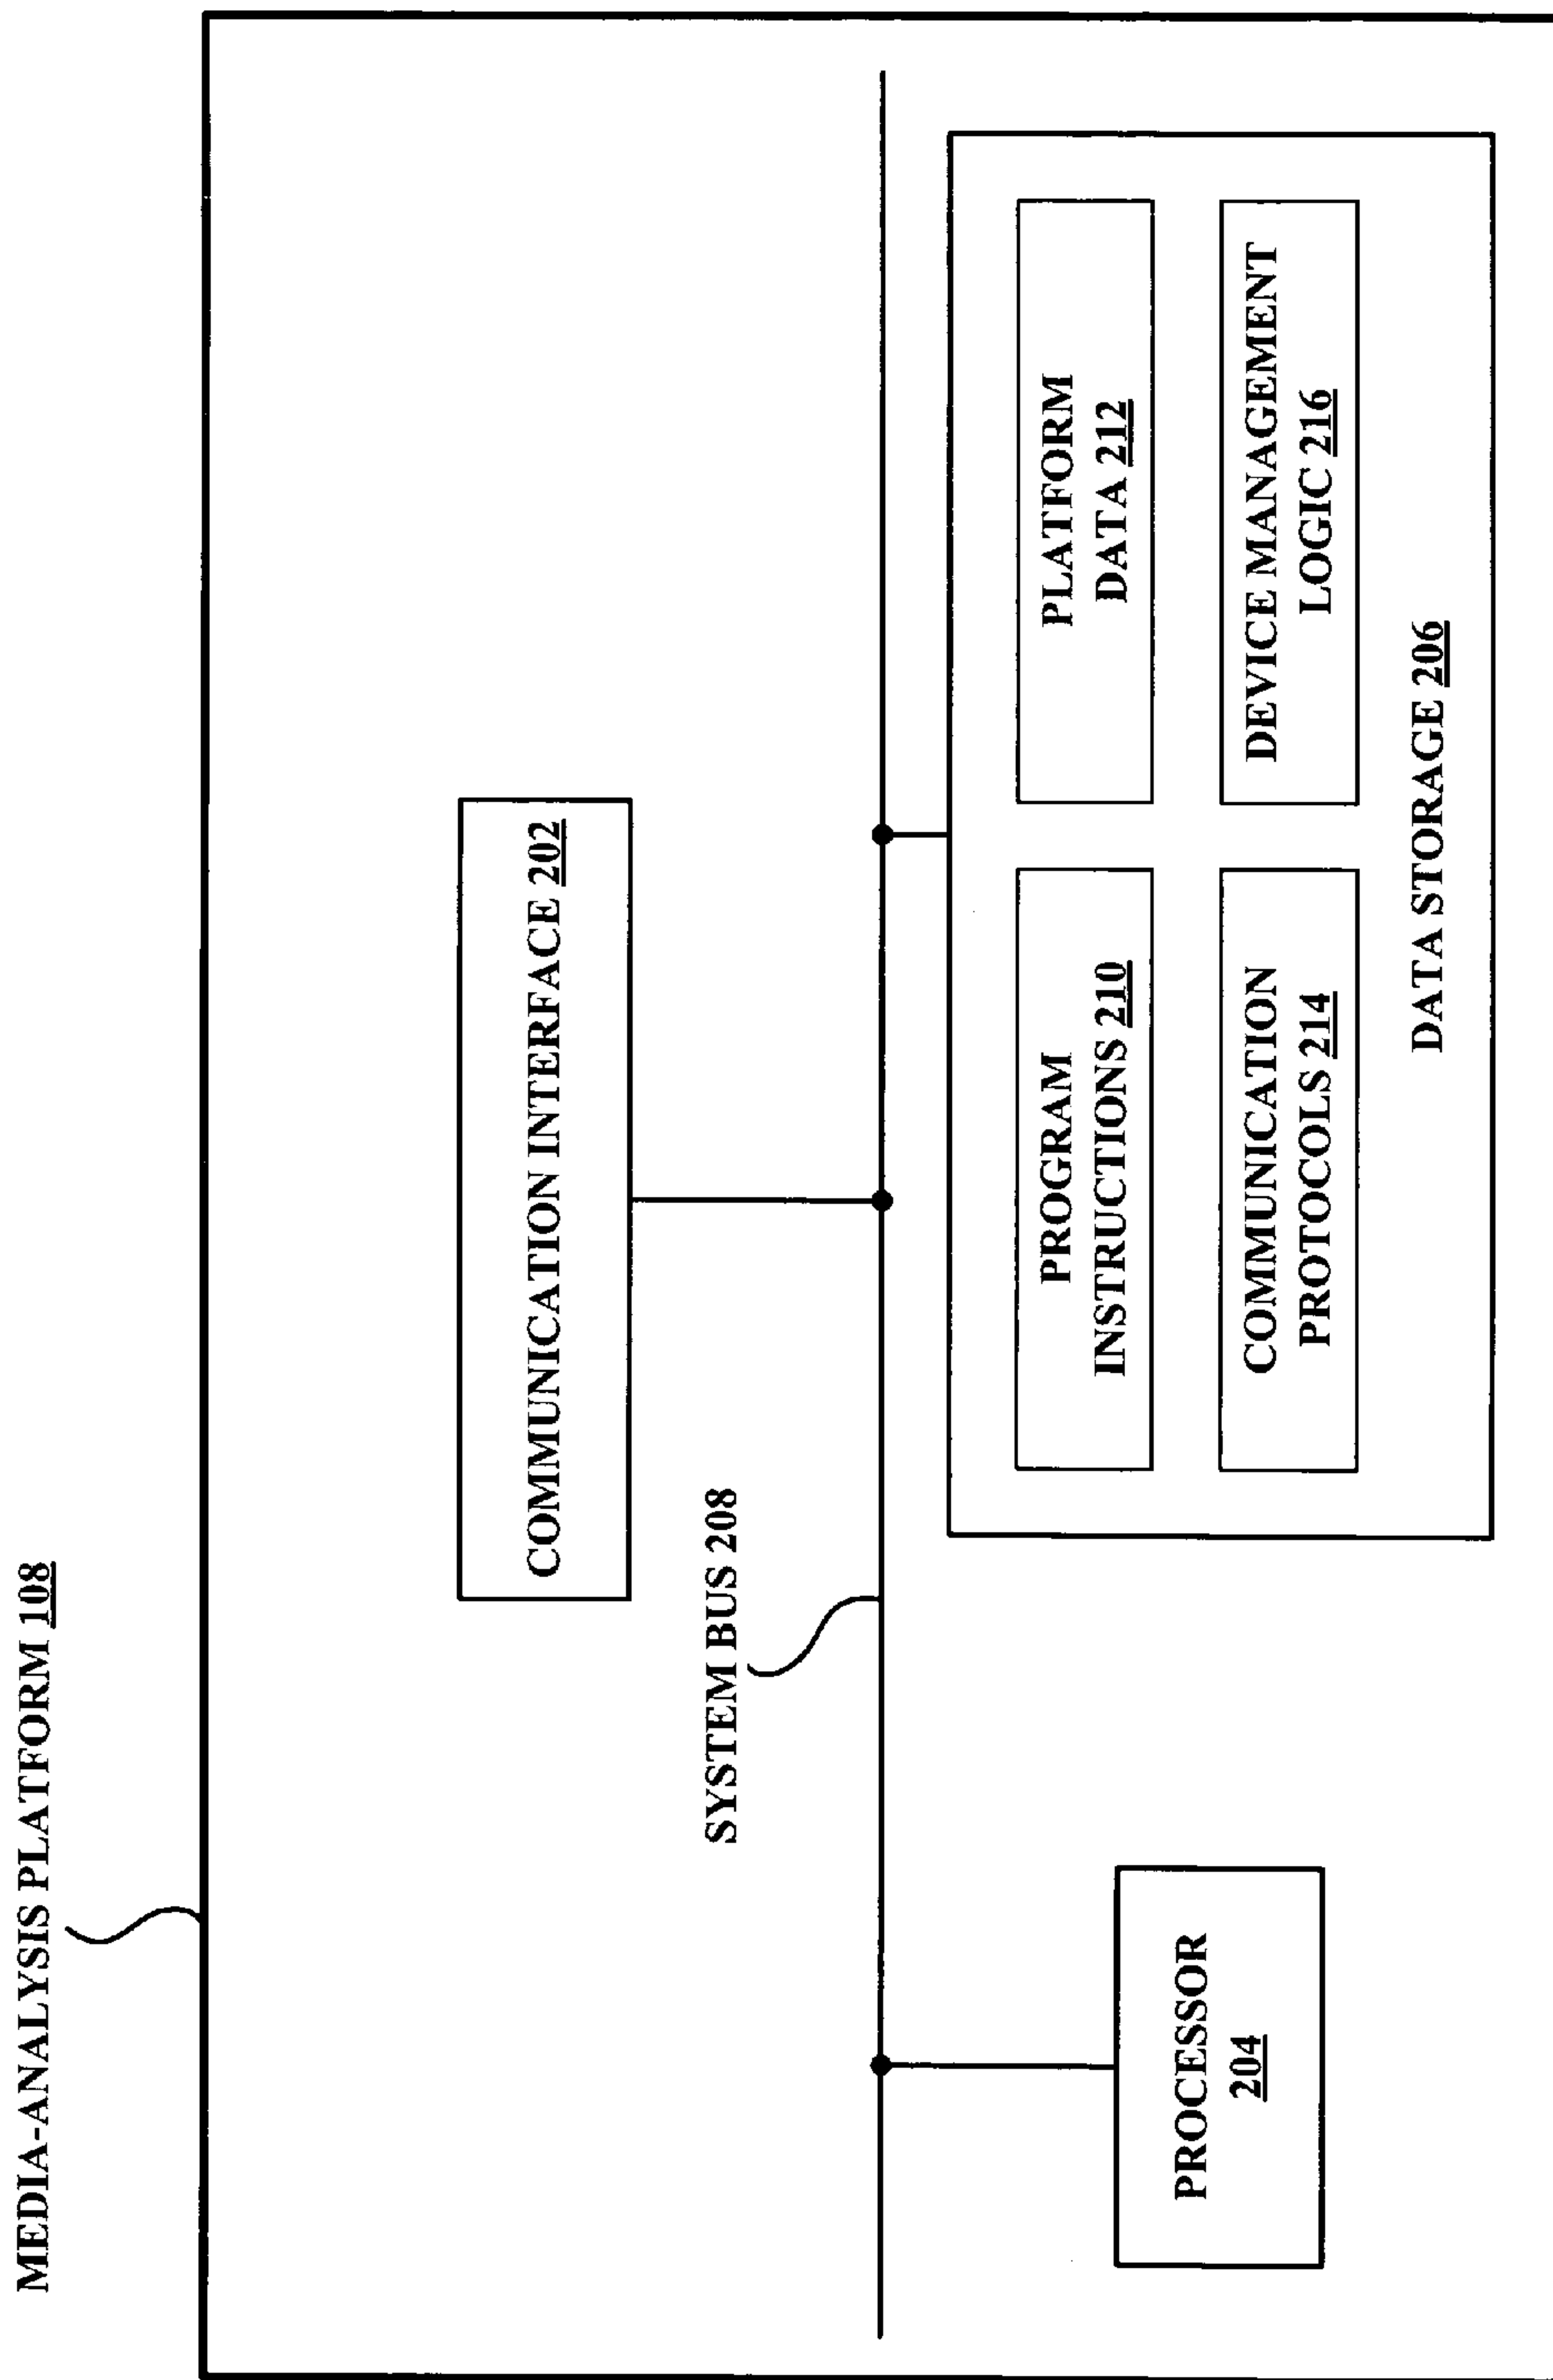 MEDIA-ANALYSIS PLATFORM 108
COMMUNICATION INTERFACE 202
SYSTEM BUS 208
PROCESSOR
204
PROGRAM
INSTRUCTIONS 210
PLATFORM
DATA 212
COMMUNICATION
PROTOCOLS 214
DEVICE MANAGEMENT
LOGIC 216
DATA STORAGE 206